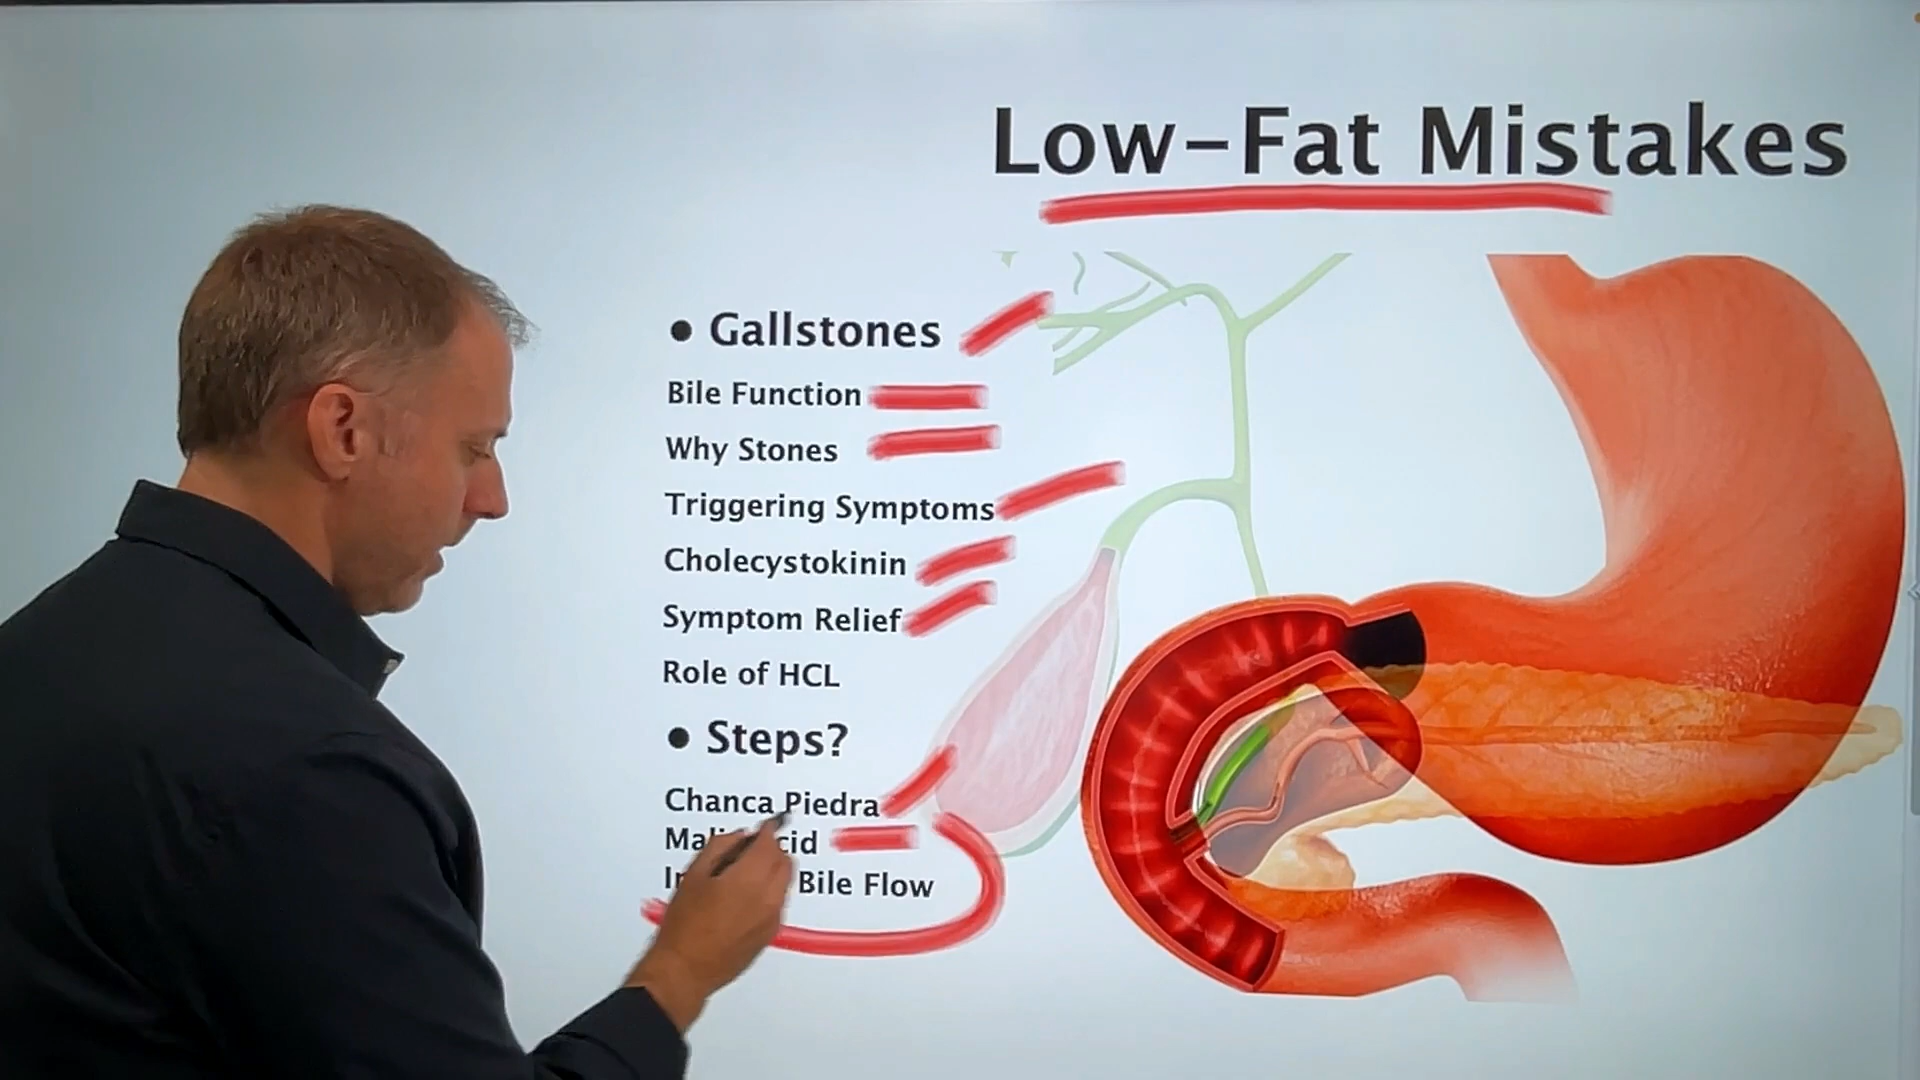 Low-Fat Mistakes
• Gallstones
Bile Function
Why Stones
Triggering Symptoms
Cholecystokinin
Symptom Relief
Role of HCL
• Steps?
Chanca Piedra
Bile Flow